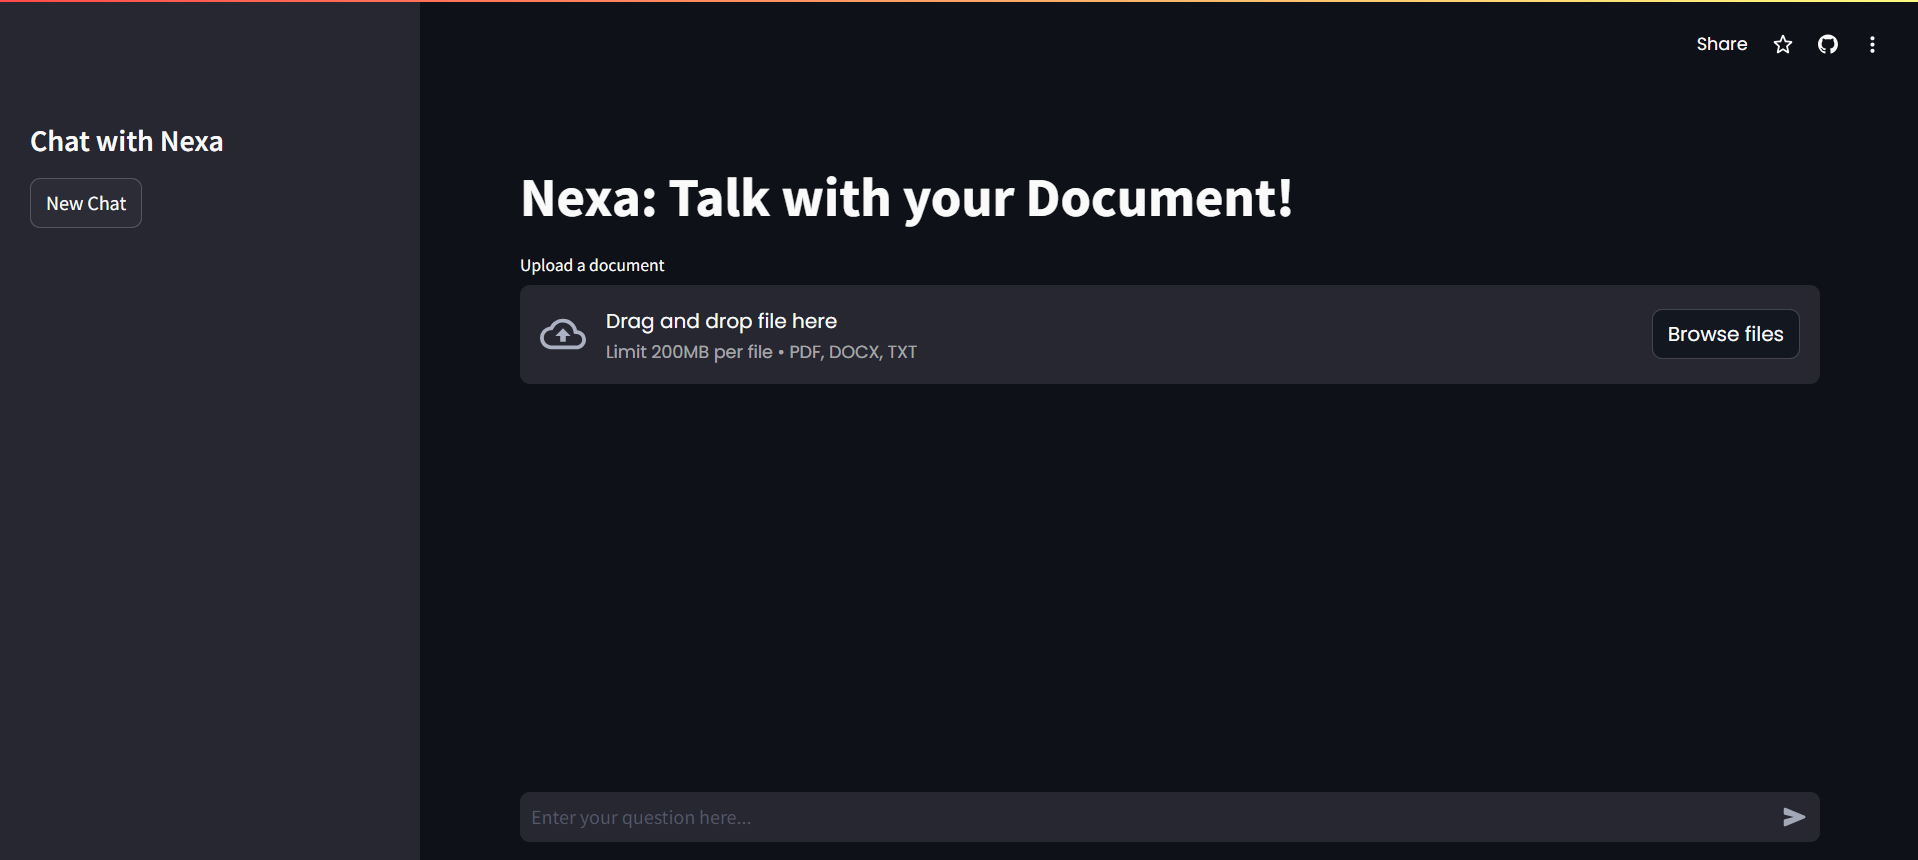 Share
Chat with Nexa
New Chat
Nexa: Talk with your Document!
Upload a document
Drag and drop file here
Limit 200MB per file • PDF, DOCX, TXT
Browse files
Enter your question here...